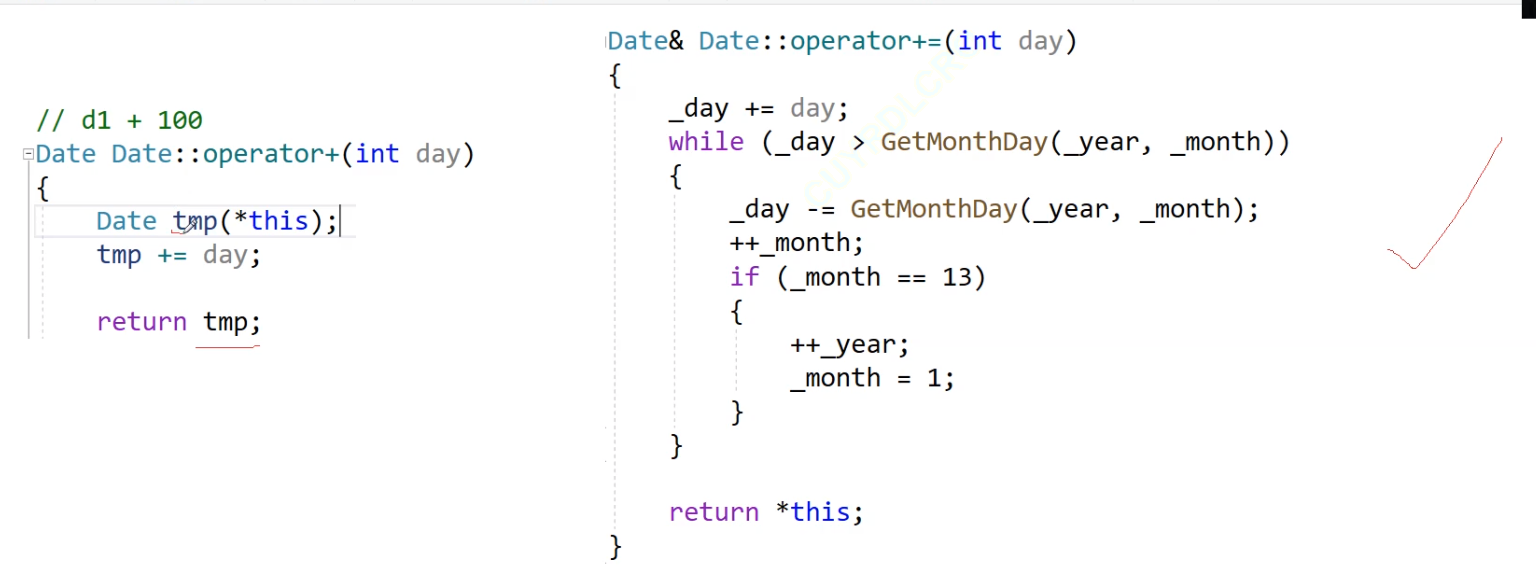 // d1 + 100
Date Date::operator+(int day)
{
Date tmp(*this);
tmp += day;
return tmp;
Date& Date::operator+=(int day)
{
_day += day;
while (_day > GetMonthDay(_year, _month))
{
_day -= GetMonthDay(_year, _month);
++_month;
if (_month == 13)
{
++_year;
_month = 1;
}
}
return *this;
}